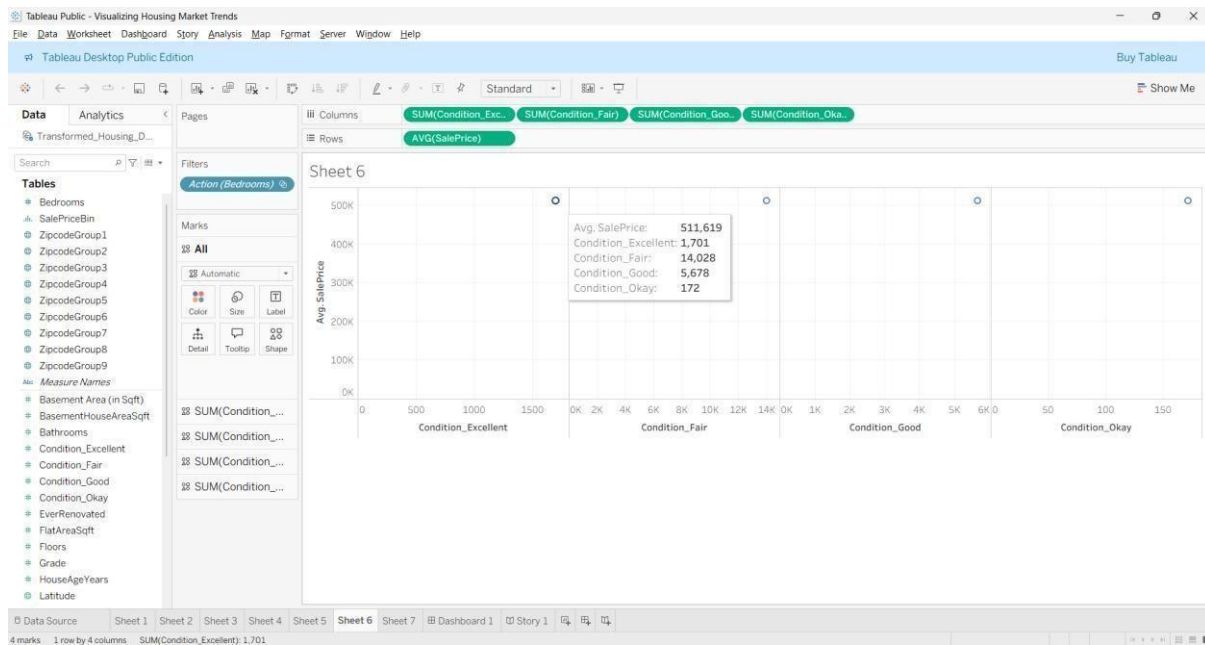 Tableau Public - Visualizing Housing Market Trends
File Data Worksheet Dashboard Story Analysis Map Format Server Window Help
Tableau Desktop Public Edition Buy Tableau
Standard Show Me
Data Analytics Pages Columns SUM(Condition_Exc.. SUM(Condition_Fair) SUM(Condition_Goo.. SUM(Condition_Oka..
Transformed_Housing_D... Rows AVG(SalePrice)
Search Filters
Action (Bedrooms)
Sheet 6
Tables
Bedrooms
SalePriceBin
ZipcodeGroup1
ZipcodeGroup2
ZipcodeGroup3
ZipcodeGroup4
ZipcodeGroup5
ZipcodeGroup6
ZipcodeGroup7
ZipcodeGroup8
ZipcodeGroup9
Abc Measure Names
Basement Area (in Sqft)
BasementHouseAreaSqft
Bathrooms
Condition_Excellent
Condition_Fair
Condition_Good
Condition_Okay
EverRenovated
FlatAreaSqft
Floors
Grade
HouseAgeYears
Latitude
Marks
All
Automatic
Color Size Label
Detail Tooltip Shape
SUM(Condition_...
SUM(Condition_...
SUM(Condition_...
SUM(Condition_...
Avg. SalePrice
500K
400K
300K
200K
100K
0K
Avg. SalePrice: 511,619
Condition_Excellent: 1,701
Condition_Fair: 14,028
Condition_Good: 5,678
Condition_Okay: 172
0 500 1000 1500 0K 2K 4K 6K 8K 10K 12K 14K 0K 1K 2K 3K 4K 5K 6K 0 50 100 150
Condition_Excellent Condition_Fair Condition_Good Condition_Okay
Data Source Sheet 1 Sheet 2 Sheet 3 Sheet 4 Sheet 5 Sheet 6 Sheet 7 Dashboard 1 Story 1
4 marks 1 row by 4 columns SUM(Condition_Excellent): 1,701